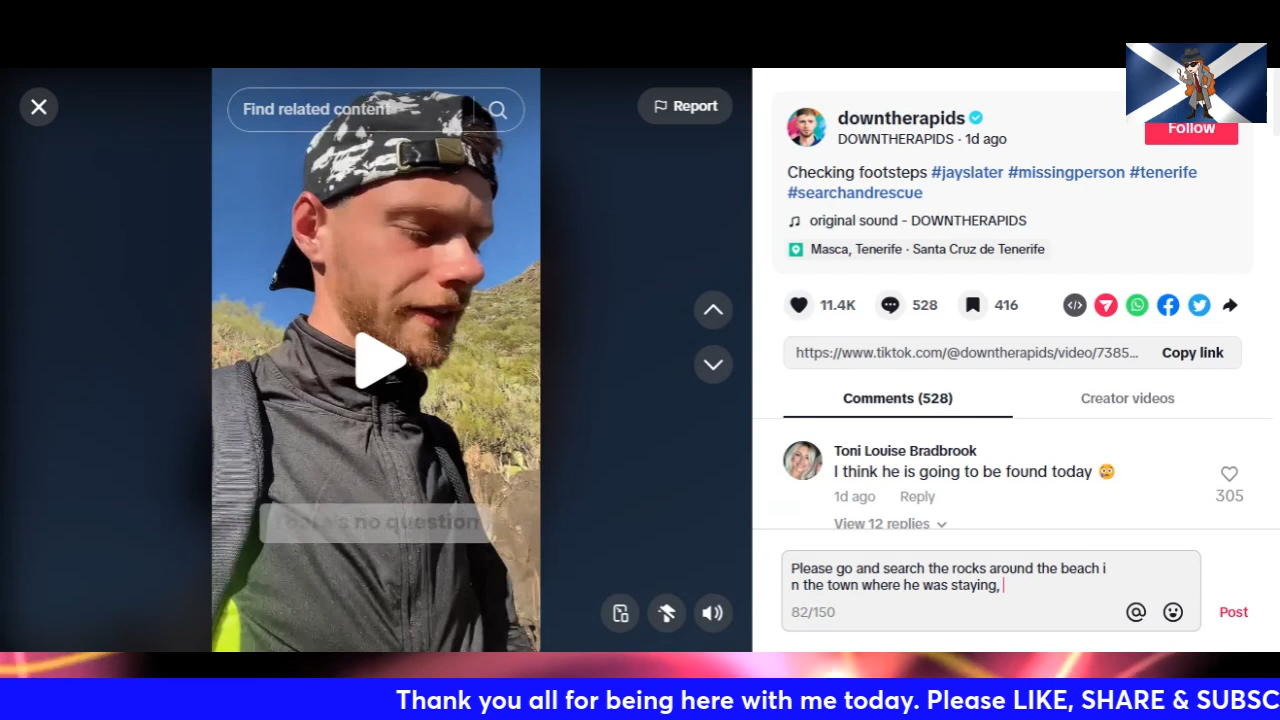 Find related content
Report
There's no question
downtherapids
DOWNTHERAPIDS · 1d ago
Follow
Checking footsteps #jayslater #missingperson #tenerife
#searchandrescue
original sound - DOWNTHERAPIDS
Masca, Tenerife · Santa Cruz de Tenerife
11.4K
528
416
https://www.tiktok.com/@downtherapids/video/7385...
Copy link
Comments (528)
Creator videos
Toni Louise Bradbrook
I think he is going to be found today 😬
305
1d ago
Reply
View 12 replies
Please go and search the rocks around the beach i
n the town where he was staying,
82/150
Post
Thank you all for being here with me today. Please LIKE, SHARE & SUBSC